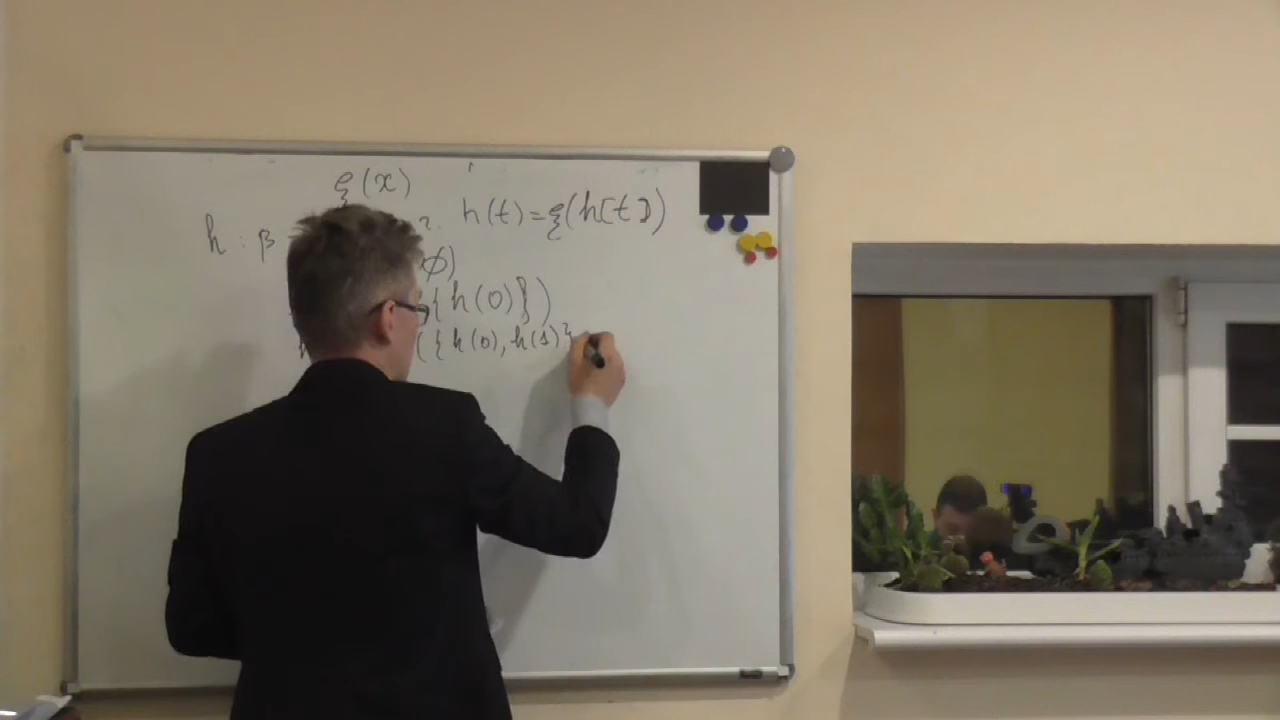 ξ(x)
h : β ?. h(t)=ξ(h[t])
∅)
{h(0)})
h ({h(0), h(1)}